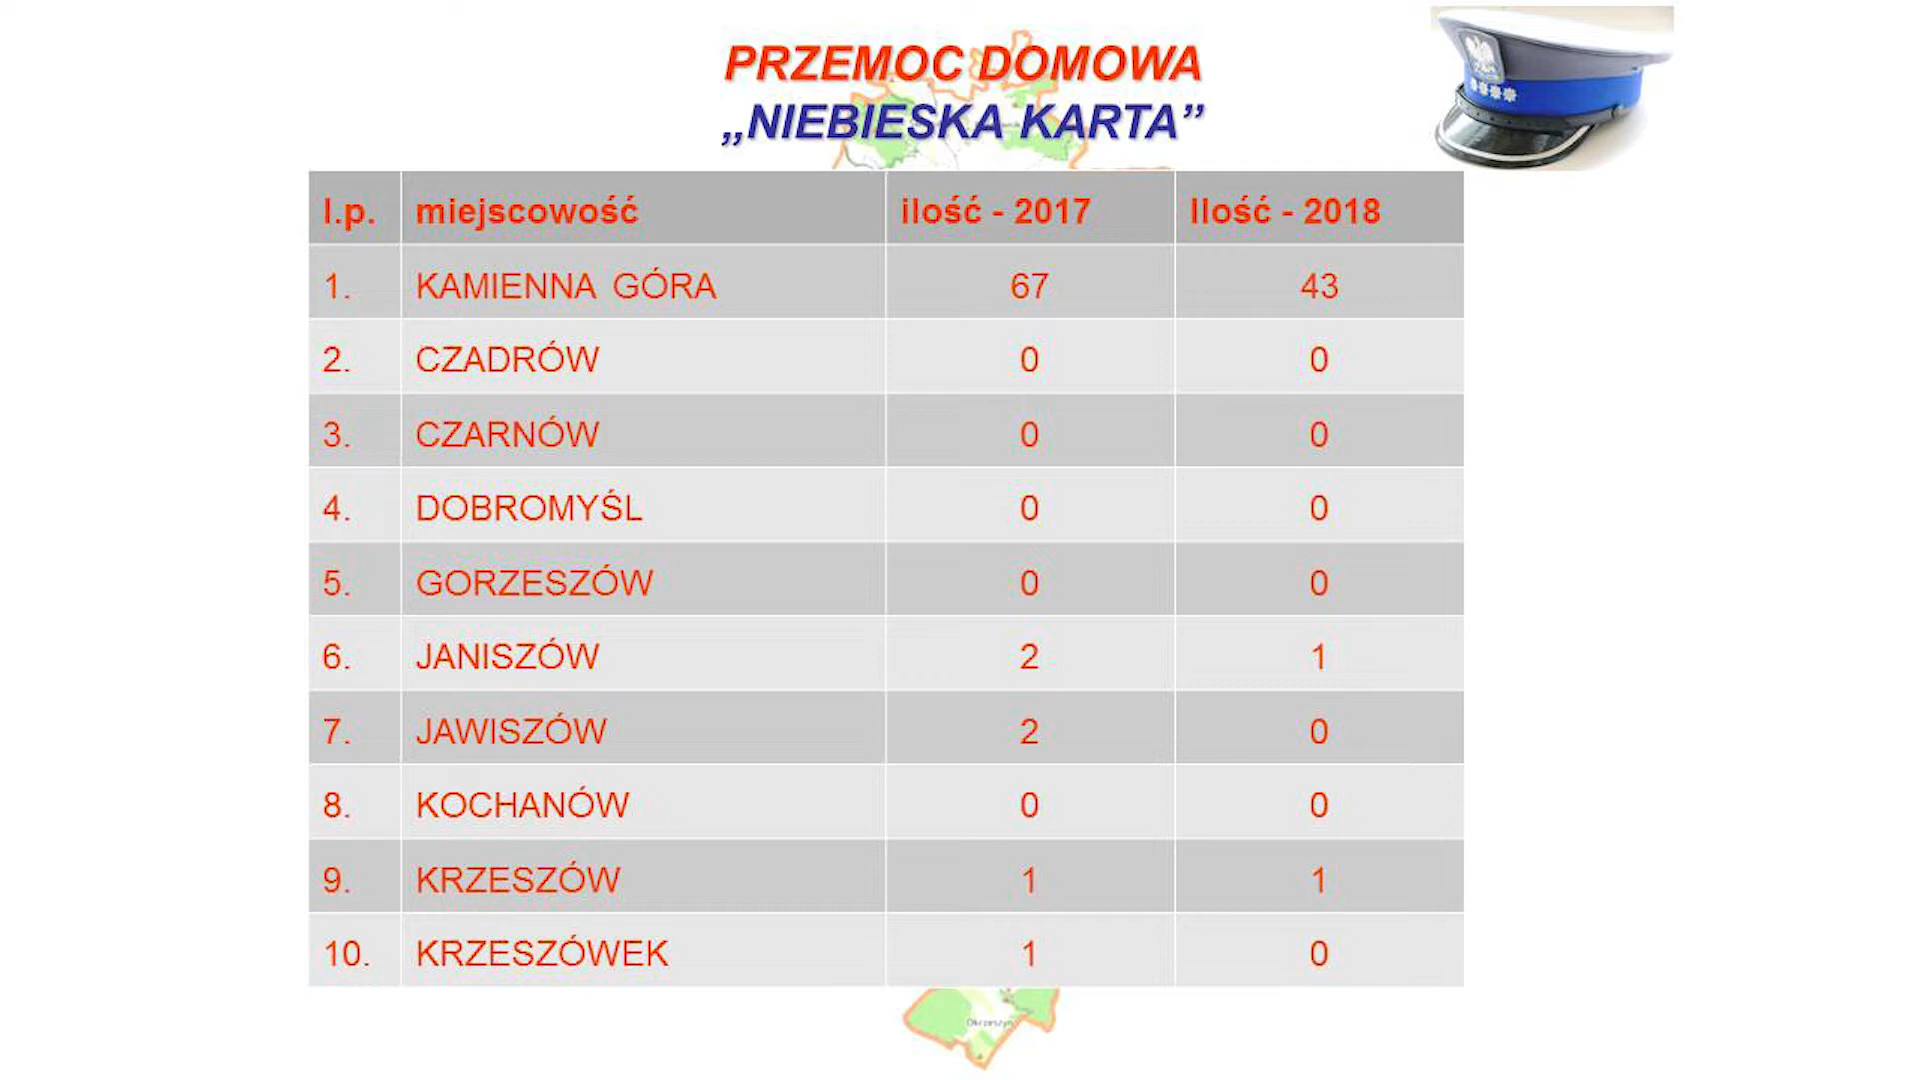 PRZEMOC DOMOWA
„NIEBIESKA KARTA”
l.p. miejscowość ilość - 2017 Ilość - 2018
1. KAMIENNA GÓRA 67 43
2. CZADRÓW 0 0
3. CZARNÓW 0 0
4. DOBROMYŚL 0 0
5. GORZESZÓW 0 0
6. JANISZÓW 2 1
7. JAWISZÓW 2 0
8. KOCHANÓW 0 0
9. KRZESZÓW 1 1
10. KRZESZÓWEK 1 0
Okrzeszyn